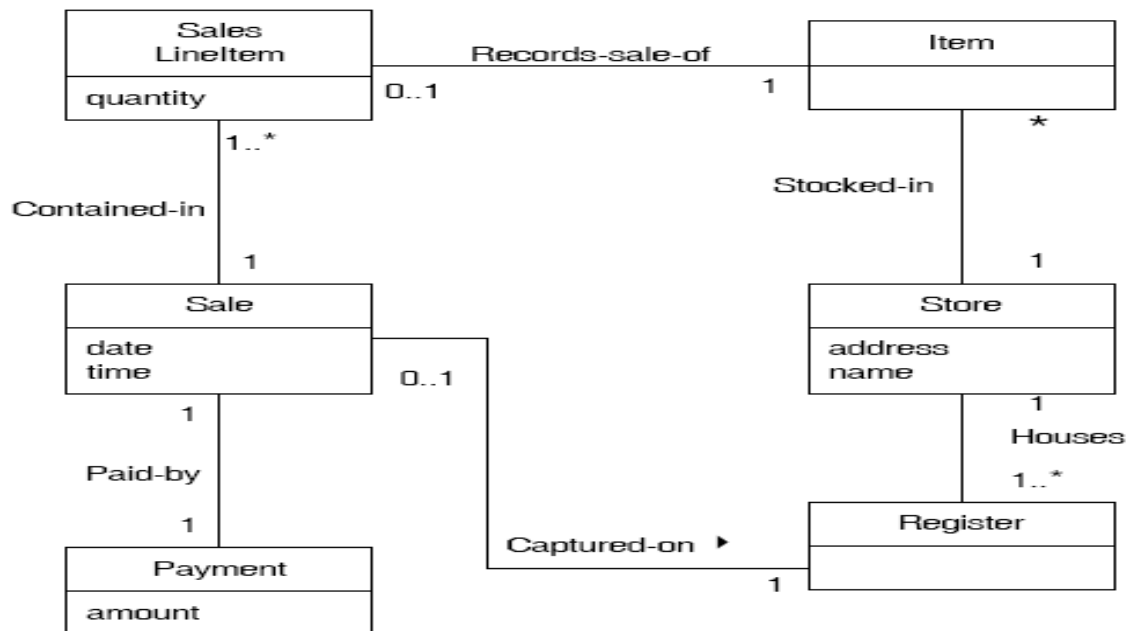 Sales
LineItem
quantity
Records-sale-of
0..1
1
Item
1..*
*
Contained-in
Stocked-in
1
1
Sale
date
time
0..1
Store
address
name
1
1
Paid-by
Houses
1
1..*
Captured-on ▶
1
Register
Payment
amount